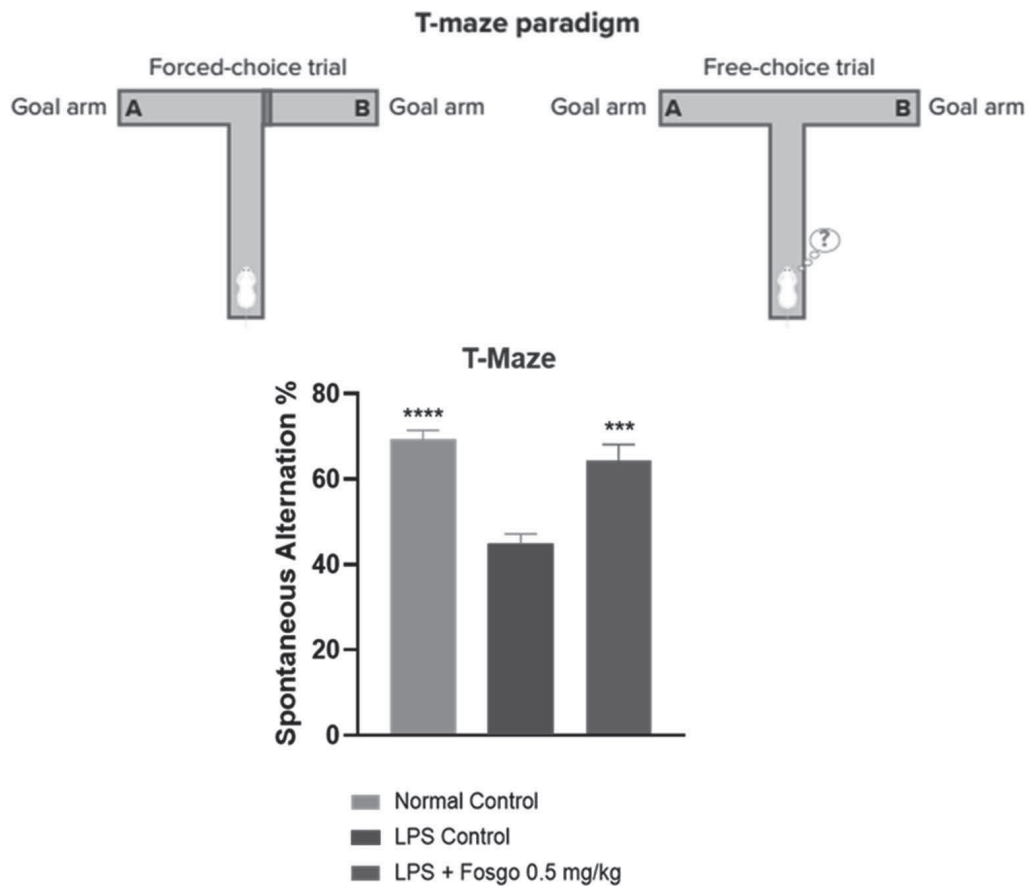 T-maze paradigm
Forced-choice trial
Free-choice trial
Goal arm A B Goal arm
Goal arm A B Goal arm
?
T-Maze
Spontaneous Alternation %
80
60
40
20
0
****
***
Normal Control
LPS Control
LPS + Fosgo 0.5 mg/kg